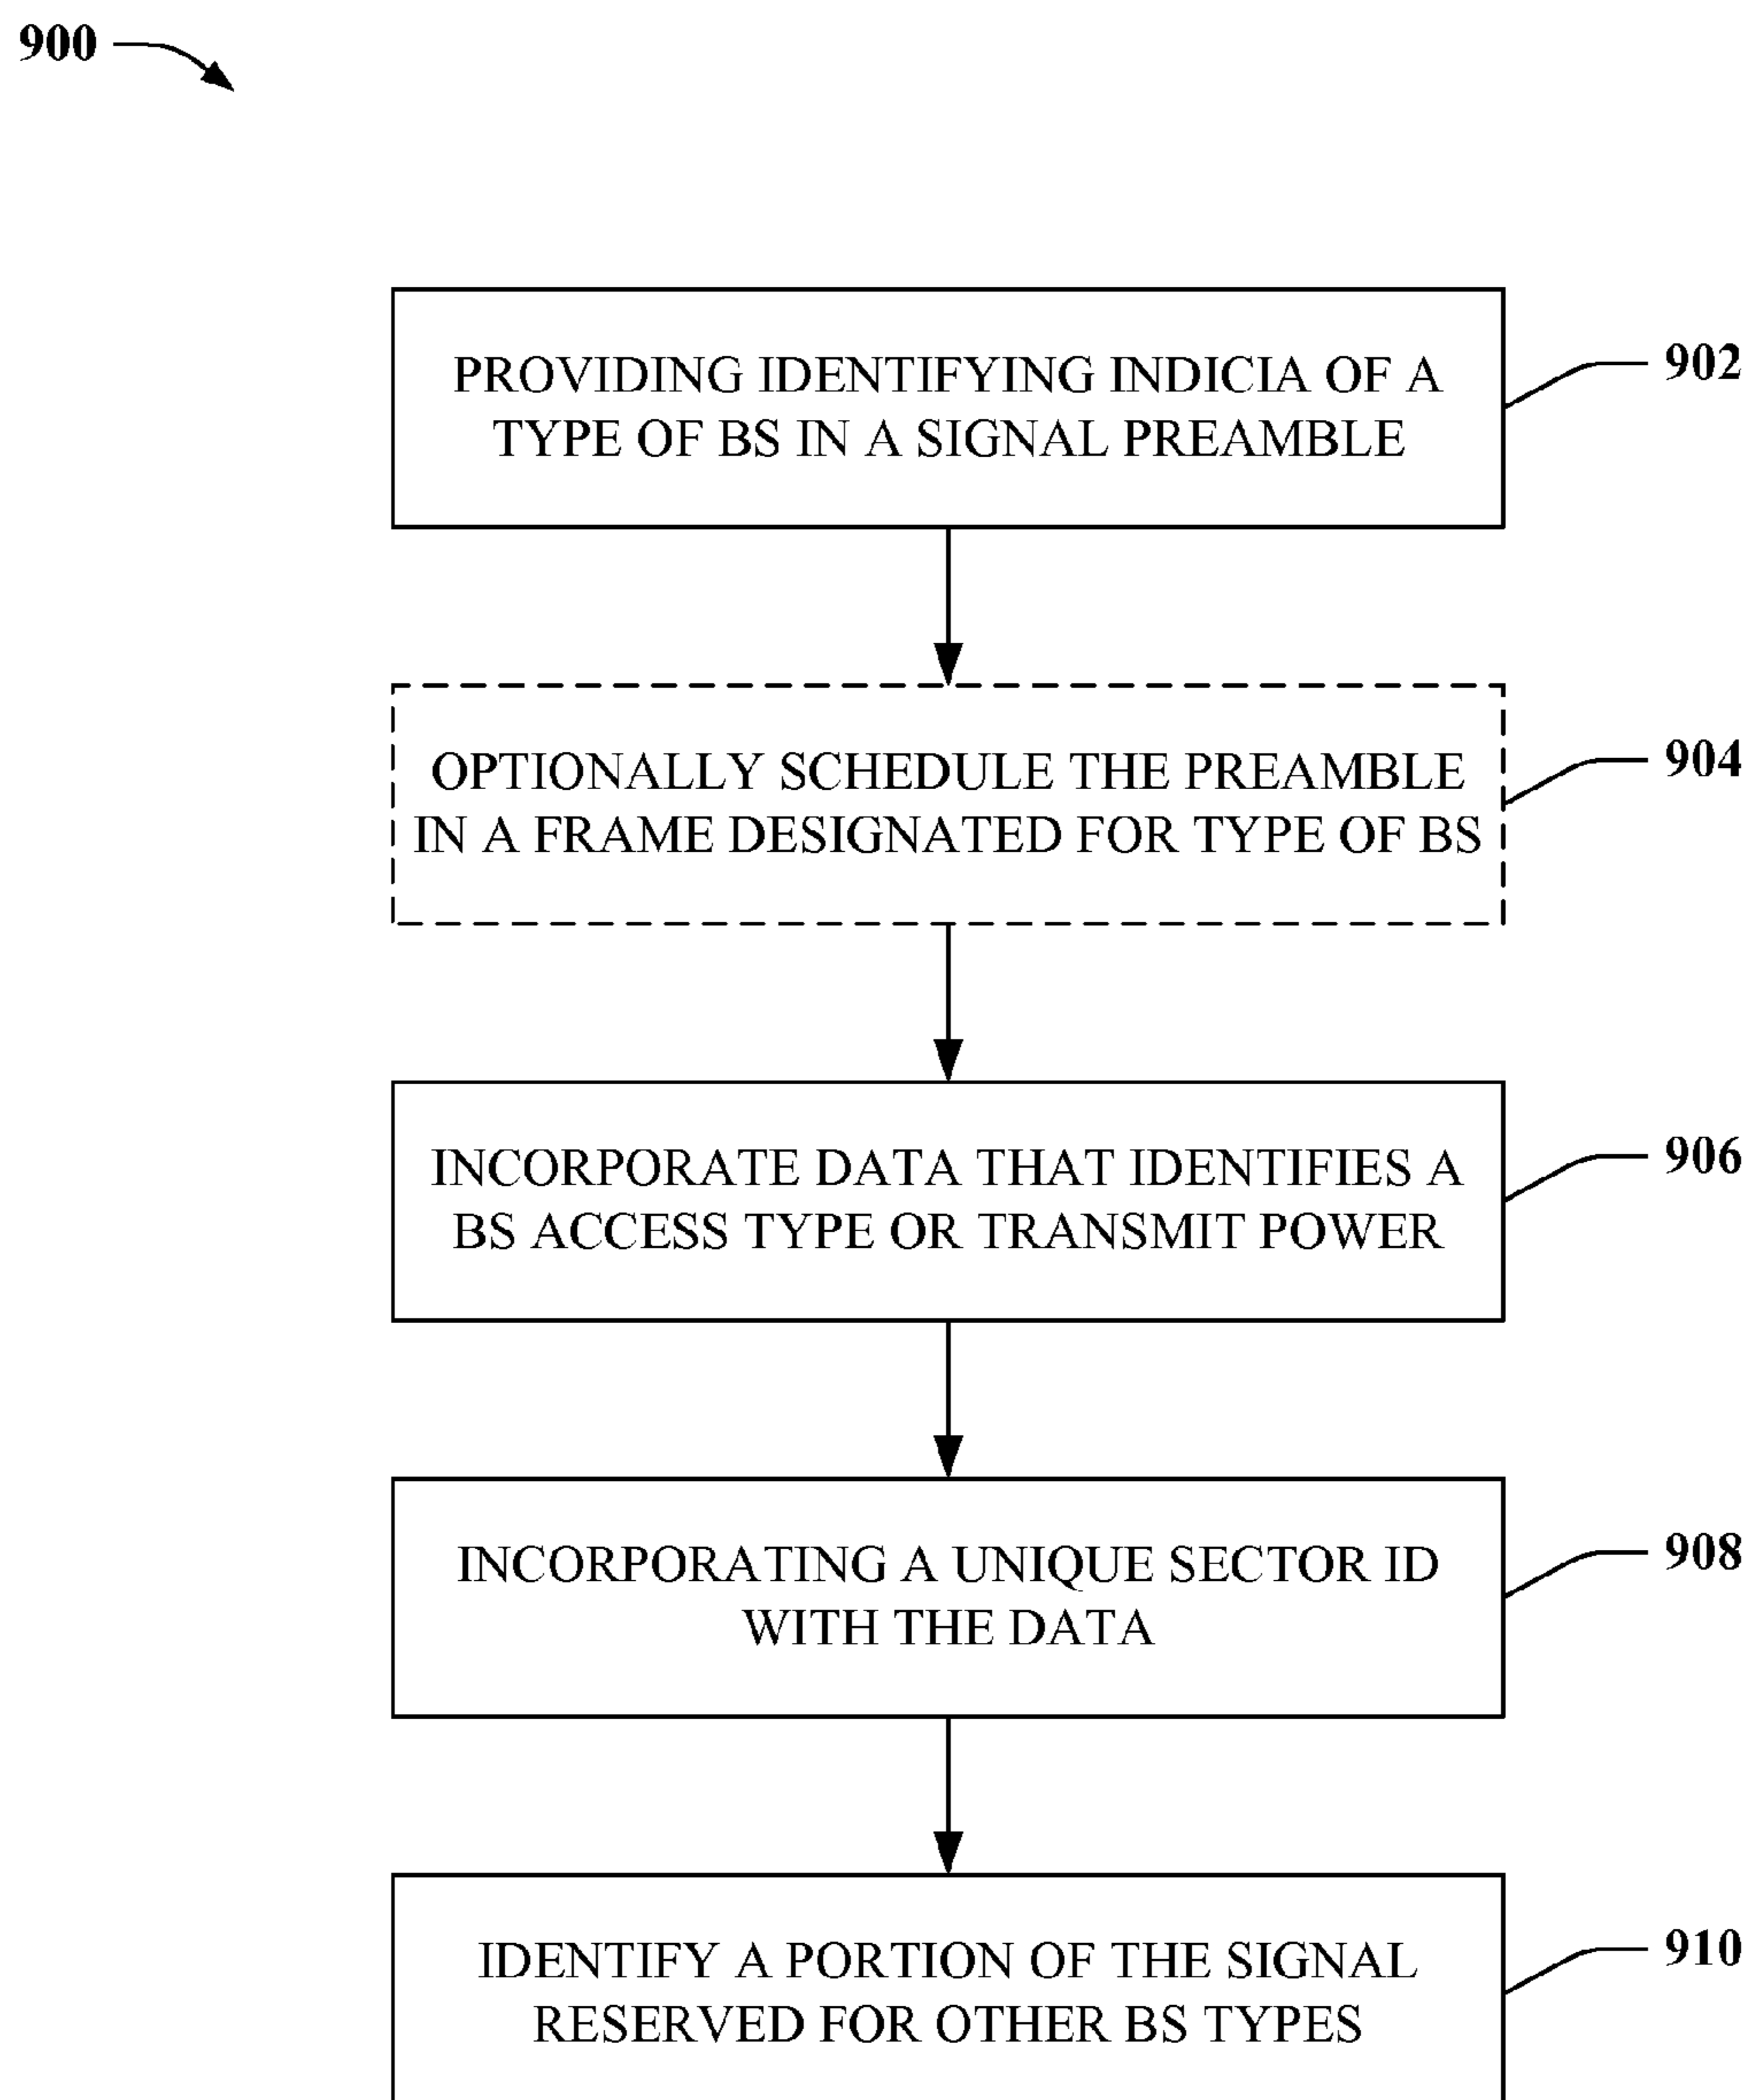 900
PROVIDING IDENTIFYING INDICIA OF A
TYPE OF BS IN A SIGNAL PREAMBLE
902
OPTIONALLY SCHEDULE THE PREAMBLE
IN A FRAME DESIGNATED FOR TYPE OF BS
904
INCORPORATE DATA THAT IDENTIFIES A
BS ACCESS TYPE OR TRANSMIT POWER
906
INCORPORATING A UNIQUE SECTOR ID
WITH THE DATA
908
IDENTIFY A PORTION OF THE SIGNAL
RESERVED FOR OTHER BS TYPES
910